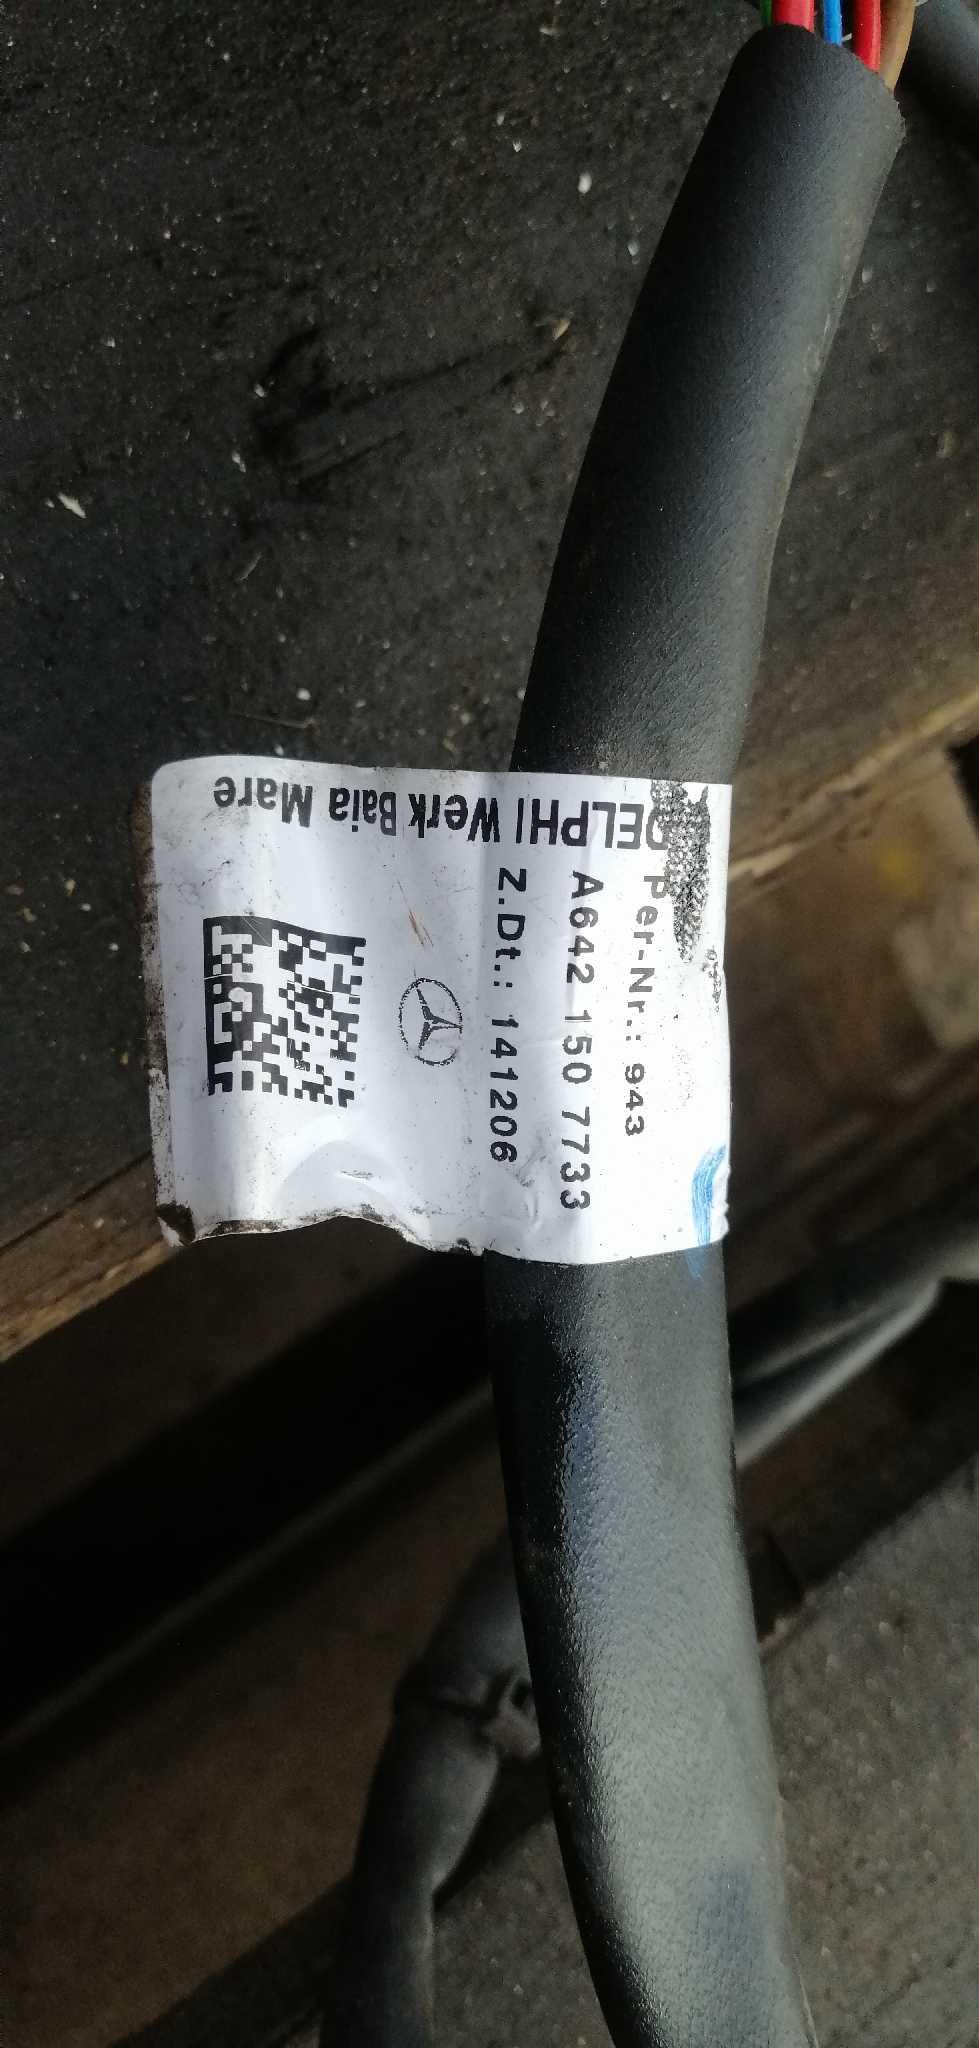 DELPHI Werk Baia Mare
Per-Nr.: 943
A642 150 7733
Z.Dt.: 141206